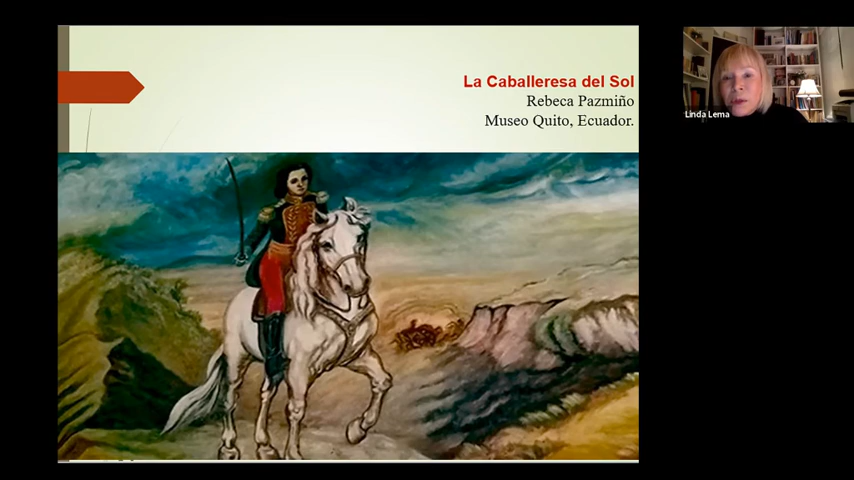 La Caballeresa del Sol
Rebeca Pazmiño
Museo Quito, Ecuador.
Linda Lema